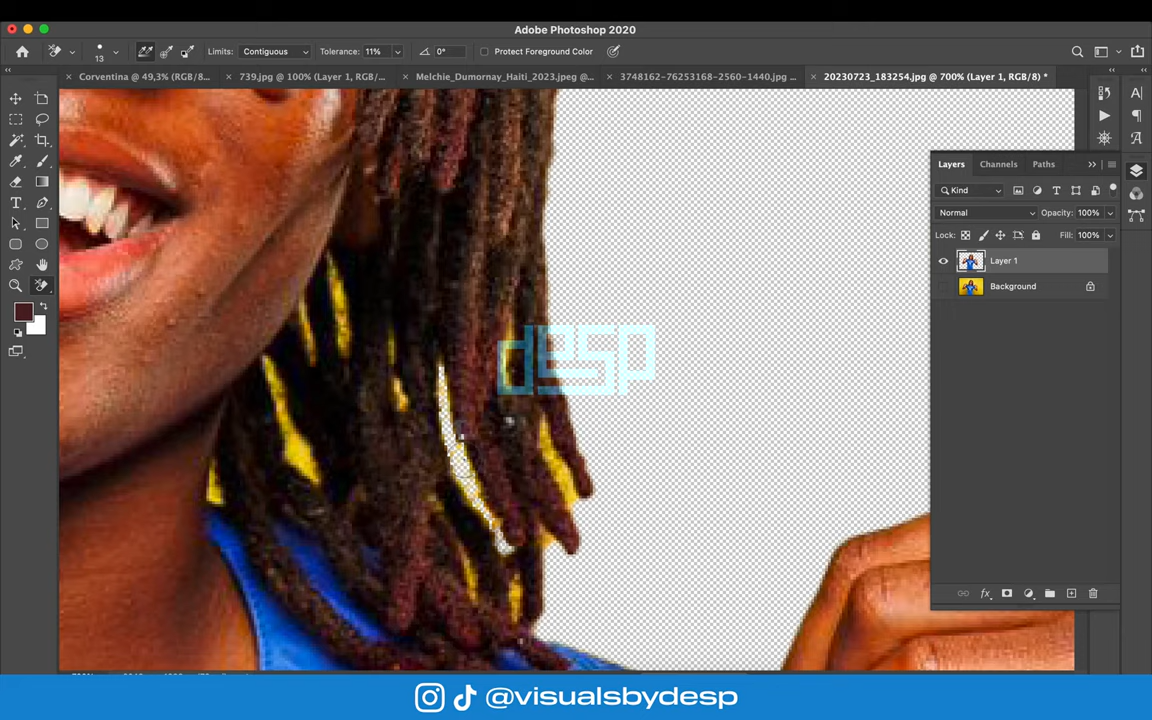 Adobe Photoshop 2020
13 Limits: Contiguous Tolerance: 11% 0° Protect Foreground Color
Corventina @ 49,3% (RGB/8... 739.jpg @ 100% (Layer 1, RGB/... Melchie_Dumornay_Haiti_2023.jpeg @... 3748162-76253168-2560-1440.jpg ... 20230723_183254.jpg @ 700% (Layer 1, RGB/8) *
Layers Channels Paths
Kind
Normal Opacity: 100%
Lock: Fill: 100%
Layer 1
Background
desp
@visualsbydesp